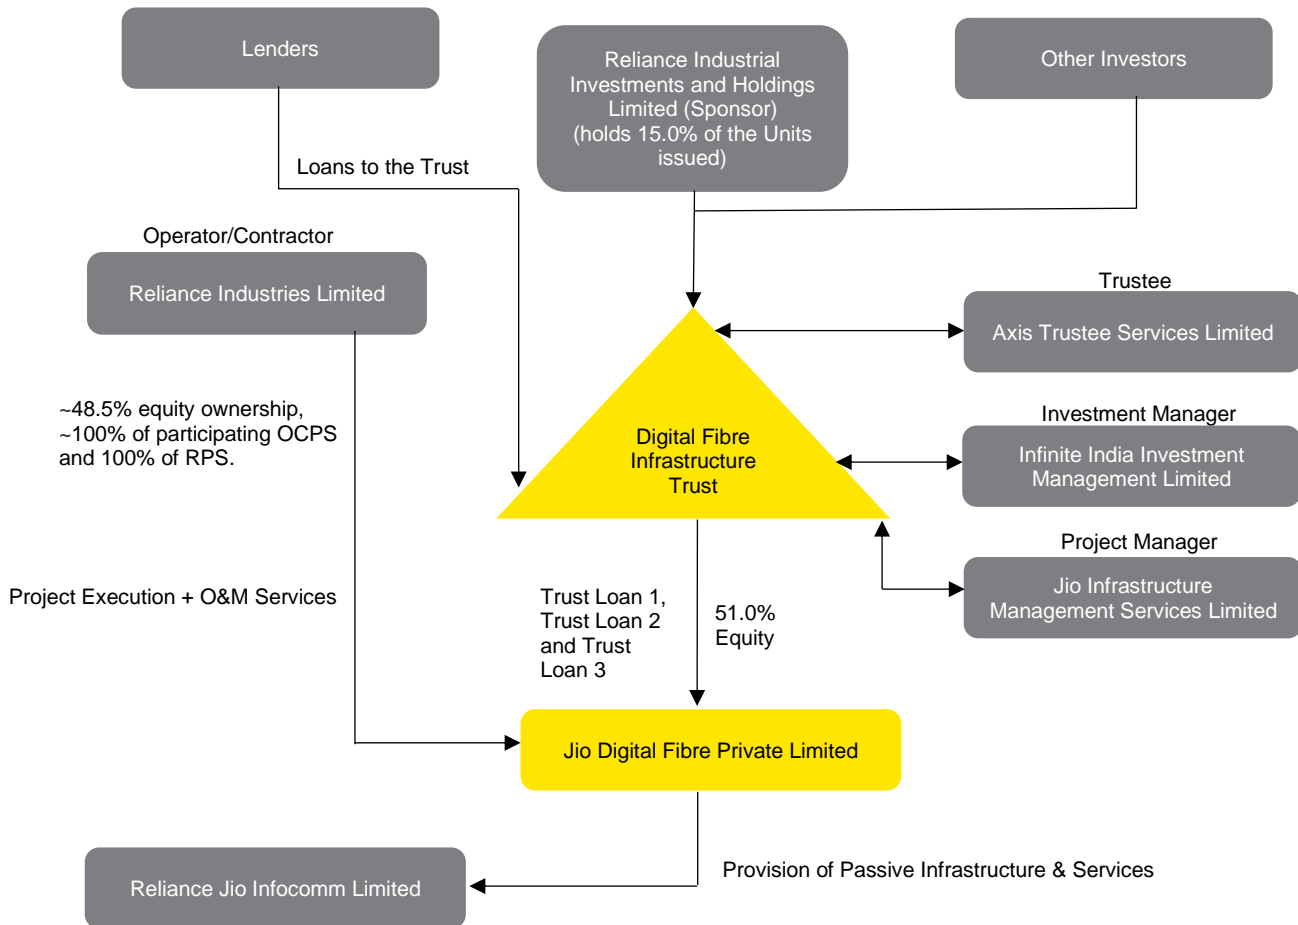 Lenders
Reliance Industrial
Investments and Holdings
Limited (Sponsor)
(holds 15.0% of the Units
issued)
Other Investors
Loans to the Trust
Operator/Contractor
Reliance Industries Limited
Trustee
Axis Trustee Services Limited
~48.5% equity ownership,
~100% of participating OCPS
and 100% of RPS.
Digital Fibre
Infrastructure
Trust
Investment Manager
Infinite India Investment
Management Limited
Project Manager
Jio Infrastructure
Management Services Limited
Project Execution + O&M Services
Trust Loan 1,
Trust Loan 2
and Trust
Loan 3
51.0%
Equity
Jio Digital Fibre Private Limited
Provision of Passive Infrastructure & Services
Reliance Jio Infocomm Limited